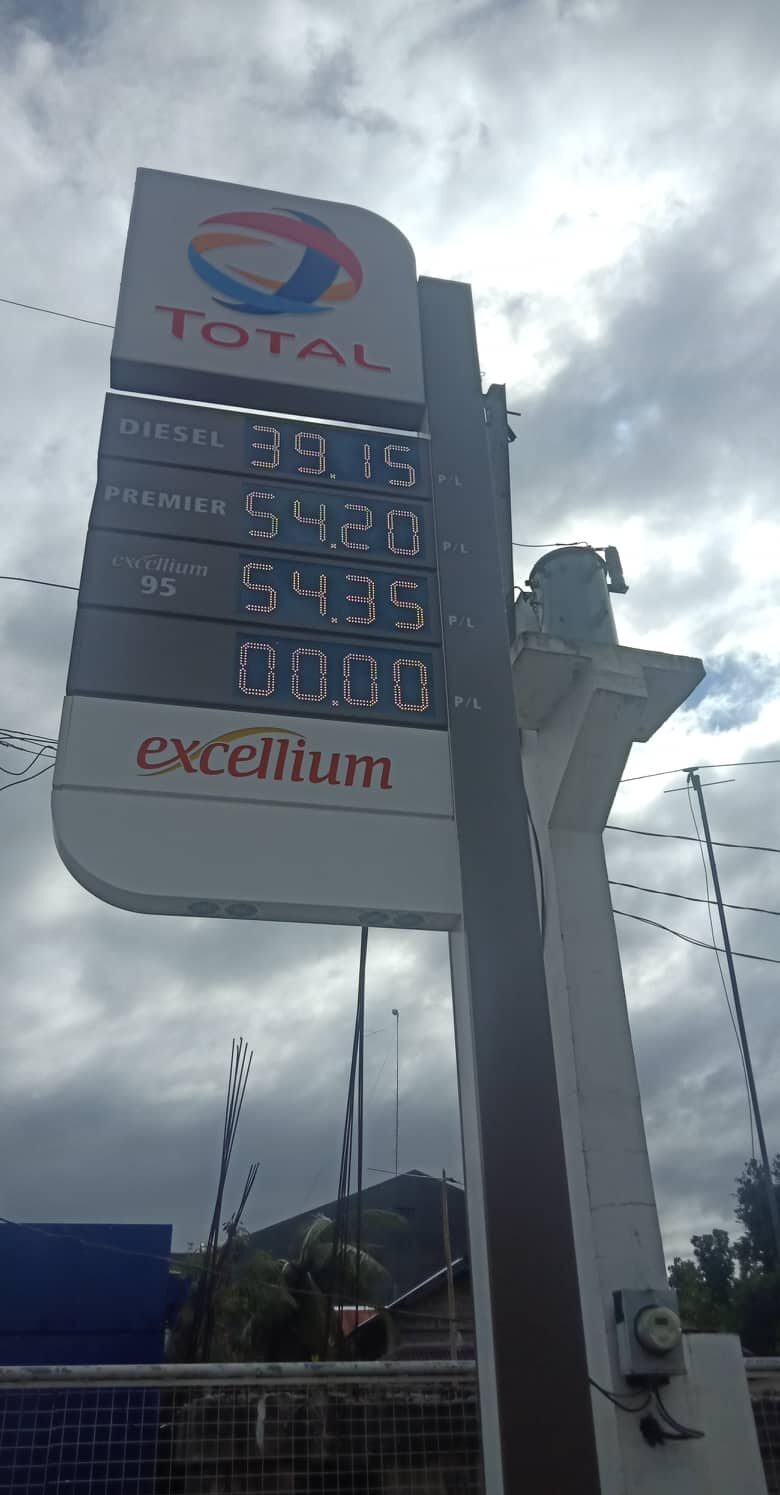 TOTAL
DIESEL 39.15 P/L
PREMIER 54.20 P/L
excellium 95 54.35 P/L
00.00 P/L
excellium